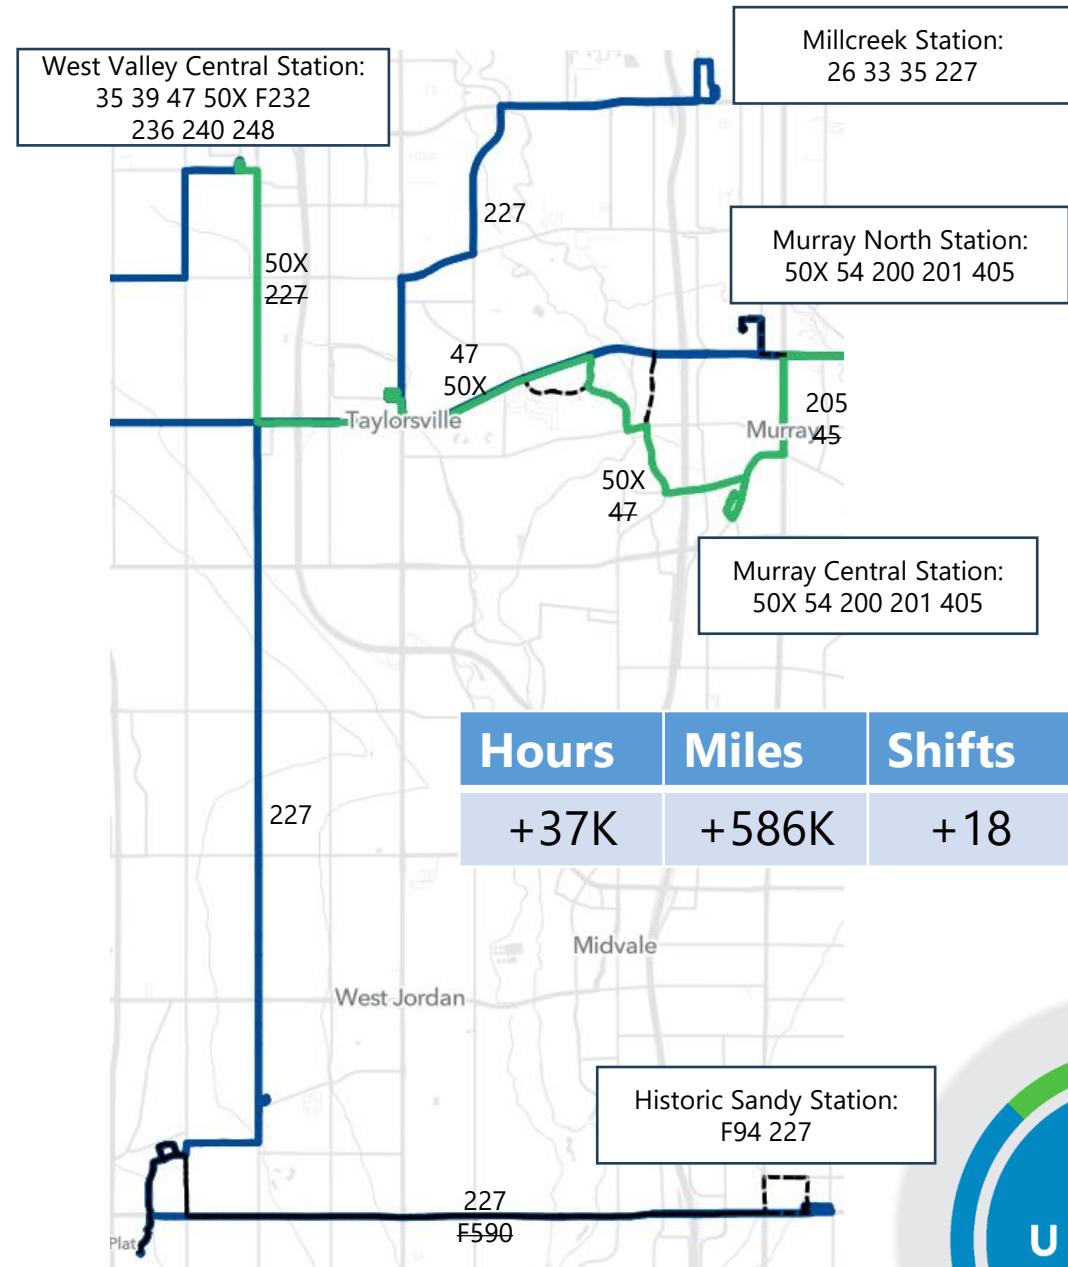 Millcreek Station:
26 33 35 227
West Valley Central Station:
35 39 47 50X F232
236 240 248
227
Murray North Station:
50X 54 200 201 405
50X
227
47
50X
Taylorsville
205
Murray
45
50X
47
Murray Central Station:
50X 54 200 201 405
Hours Miles Shifts
+37K +586K +18
227
Midvale
West Jordan
Historic Sandy Station:
F94 227
227
F590
Plat
U